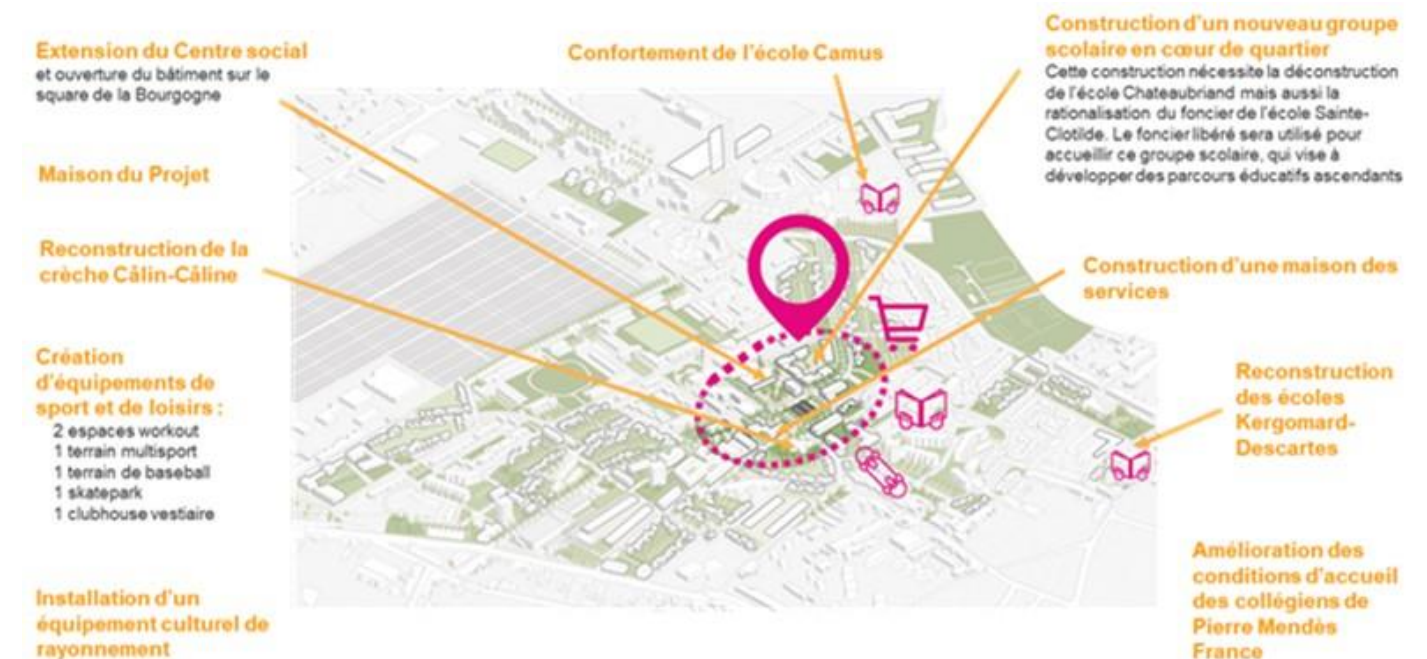 Extension du Centre social
et ouverture du bâtiment sur le
square de la Bourgogne
Maison du Projet
Reconstruction de la
crèche Câlin-Câline
Création
d'équipements de
sport et de loisirs :
2 espaces workout
1 terrain multisport
1 terrain de baseball
1 skatepark
1 clubhouse vestiaire
Installation d'un
équipement culturel de
rayonnement
Confortement de l'école Camus
Construction d'un nouveau groupe
scolaire en cœur de quartier
Cette construction nécessite la déconstruction
de l'école Chateaubriand mais aussi la
rationalisation du foncier de l'école Sainte-
Clotilde. Le foncier libéré sera utilisé pour
accueillir ce groupe scolaire, qui vise à
développer des parcours éducatifs ascendants
Construction d'une maison des
services
Reconstruction
des écoles
Kergomard-
Descartes
Amélioration des
conditions d'accueil
des collégiens de
Pierre Mendès
France